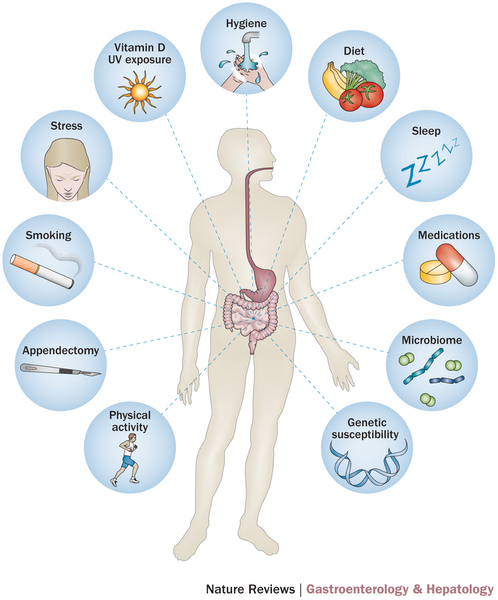 Hygiene
Vitamin D
UV exposure
Diet
Stress
Sleep
ZZZZZ
Smoking
Medications
Appendectomy
Microbiome
Physical
activity
Genetic
susceptibility
Nature Reviews | Gastroenterology & Hepatology